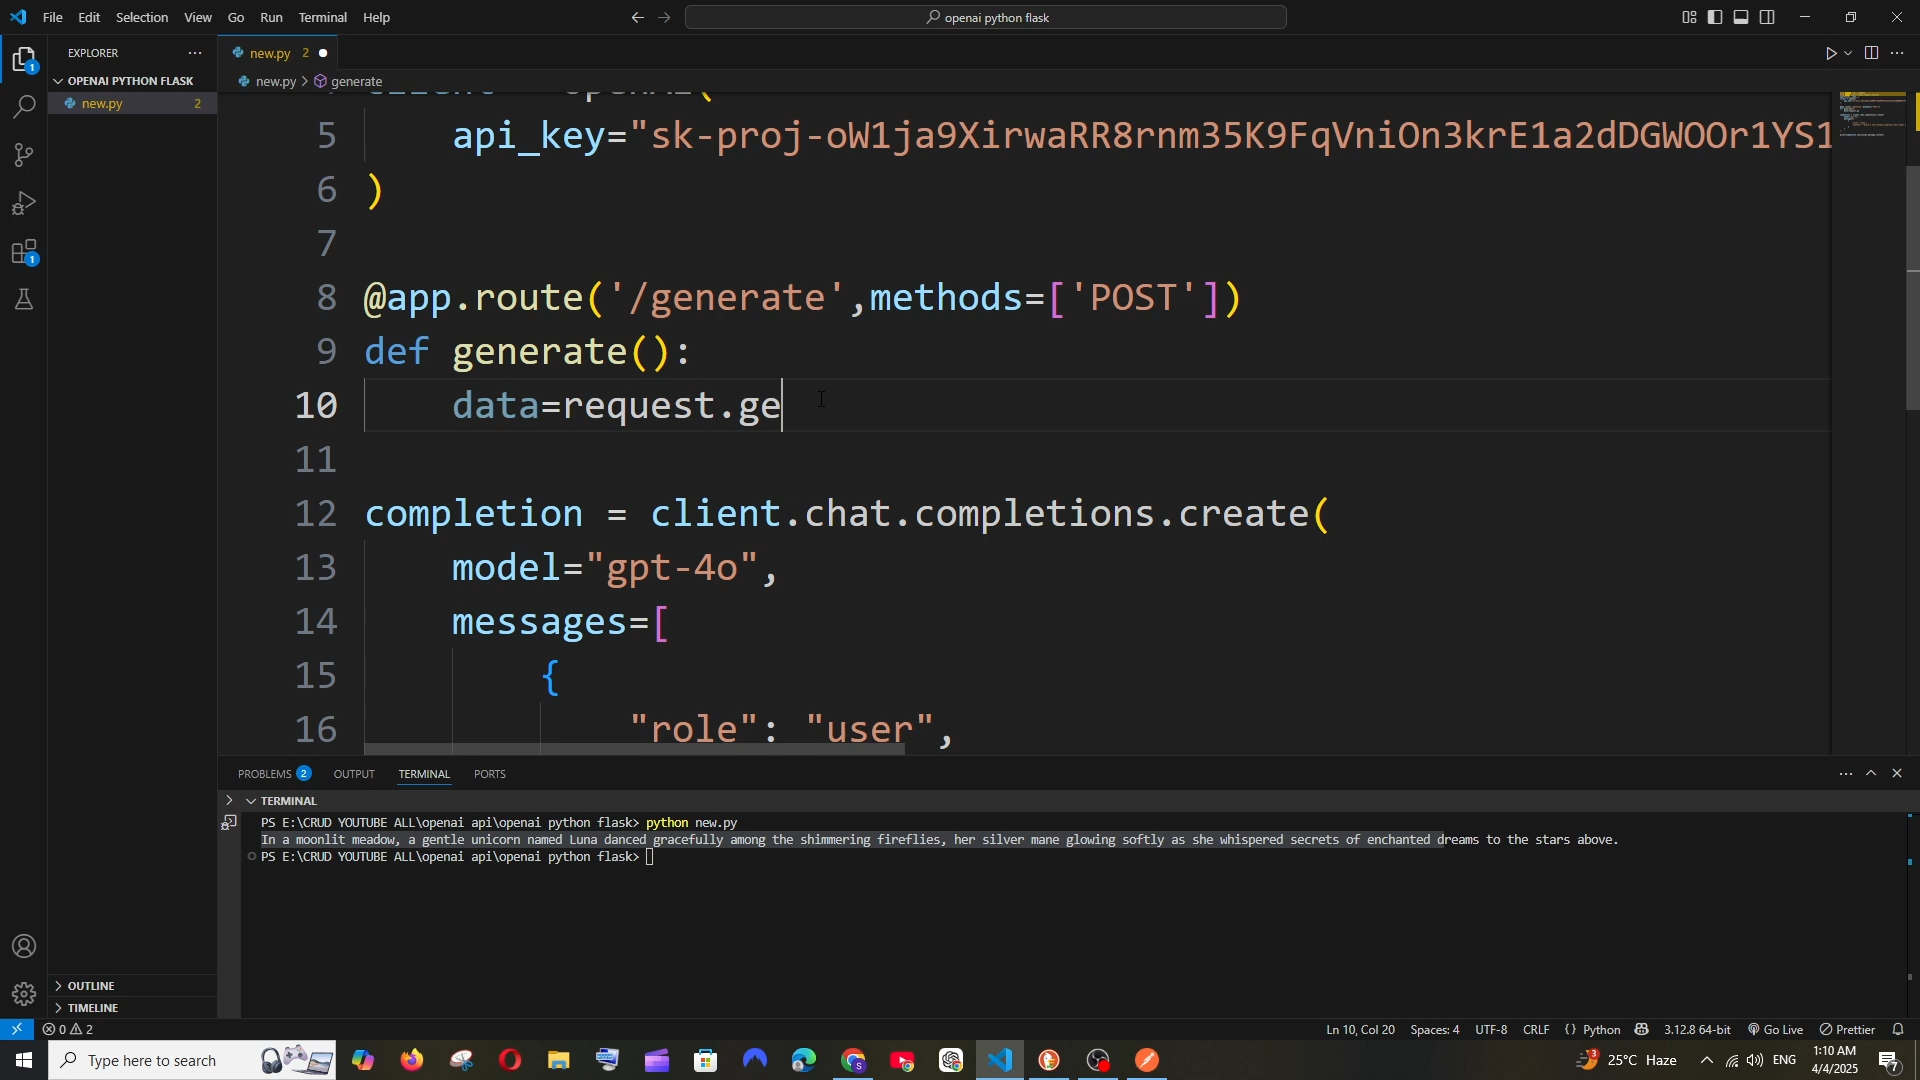 File Edit Selection View Go Run Terminal Help
openai python flask
EXPLORER
OPENAI PYTHON FLASK
new.py 2
new.py 2
new.py > generate
5 api_key="sk-proj-oW1ja9XirwaRR8rnm35K9FqVniOn3krE1a2dDGWOOr1YS1
6 )
7
8 @app.route('/generate',methods=['POST'])
9 def generate():
10 data=request.ge
11
12 completion = client.chat.completions.create(
13 model="gpt-4o",
14 messages=[
15 {
16 "role": "user",
PROBLEMS 2 OUTPUT TERMINAL PORTS
TERMINAL
PS E:\CRUD YOUTUBE ALL\openai api\openai python flask> python new.py
In a moonlit meadow, a gentle unicorn named Luna danced gracefully among the shimmering fireflies, her silver mane glowing softly as she whispered secrets of enchanted dreams to the stars above.
PS E:\CRUD YOUTUBE ALL\openai api\openai python flask>
OUTLINE
TIMELINE
0 2 Ln 10, Col 20 Spaces: 4 UTF-8 CRLF {} Python 3.12.8 64-bit Go Live Prettier
Type here to search 25°C Haze ENG 1:10 AM
4/4/2025